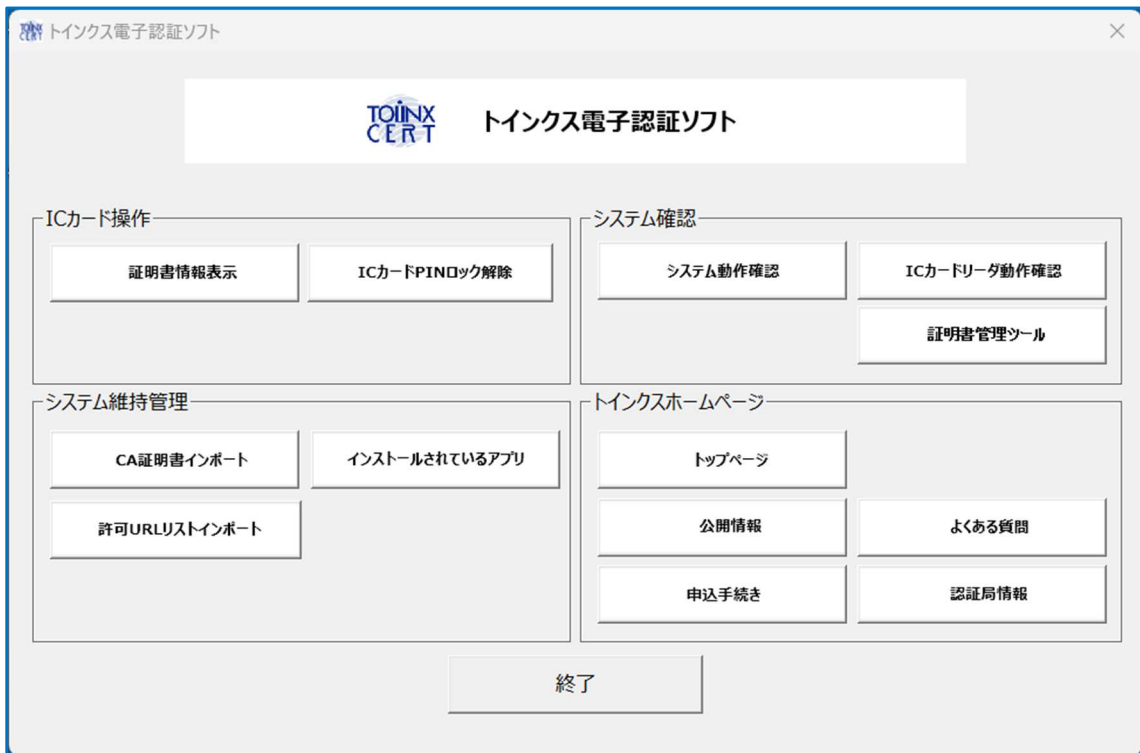 トインクス電子認証ソフト
TOiNX
CERT
トインクス電子認証ソフト
ICカード操作
証明書情報表示
ICカードPINロック解除
システム確認
システム動作確認
ICカードリーダ動作確認
証明書管理ツール
システム維持管理
CA証明書インポート
インストールされているアプリ
許可URLリストインポート
トインクスホームページ
トップページ
公開情報
よくある質問
申込手続き
認証局情報
終了